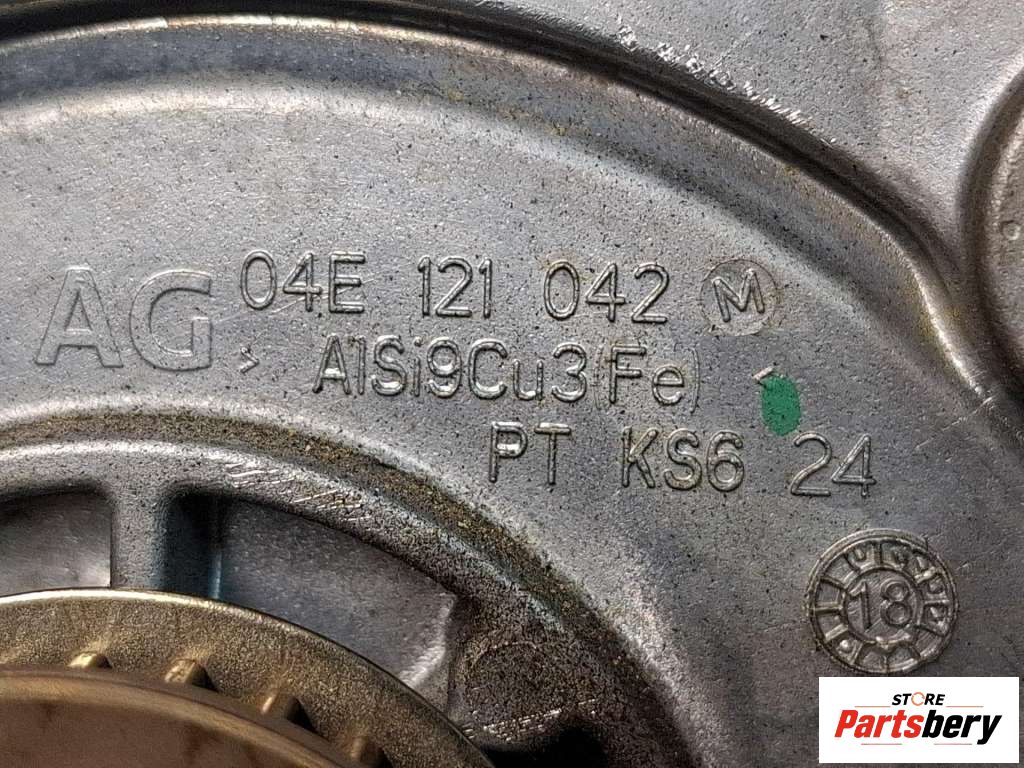 AG 04E 121 042 M
> AlSi9Cu3(Fe)
PT KS6 24
18
STORE
Partsbery